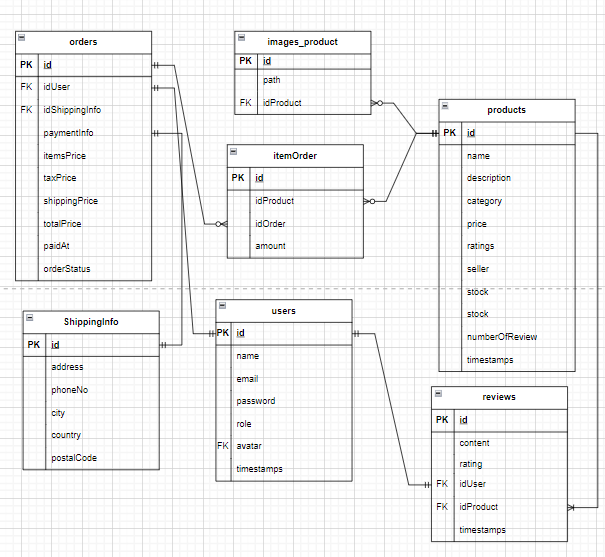 orders
PK id
FK idUser
FK idShippingInfo
paymentInfo
itemsPrice
taxPrice
shippingPrice
totalPrice
paidAt
orderStatus
images_product
PK id
path
FK idProduct
itemOrder
PK id
idProduct
idOrder
amount
products
PK id
name
description
category
price
ratings
seller
stock
stock
numberOfReview
timestamps
ShippingInfo
PK id
address
phoneNo
city
country
postalCode
users
PK id
name
email
password
role
FK avatar
timestamps
reviews
PK id
content
rating
FK idUser
FK idProduct
timestamps